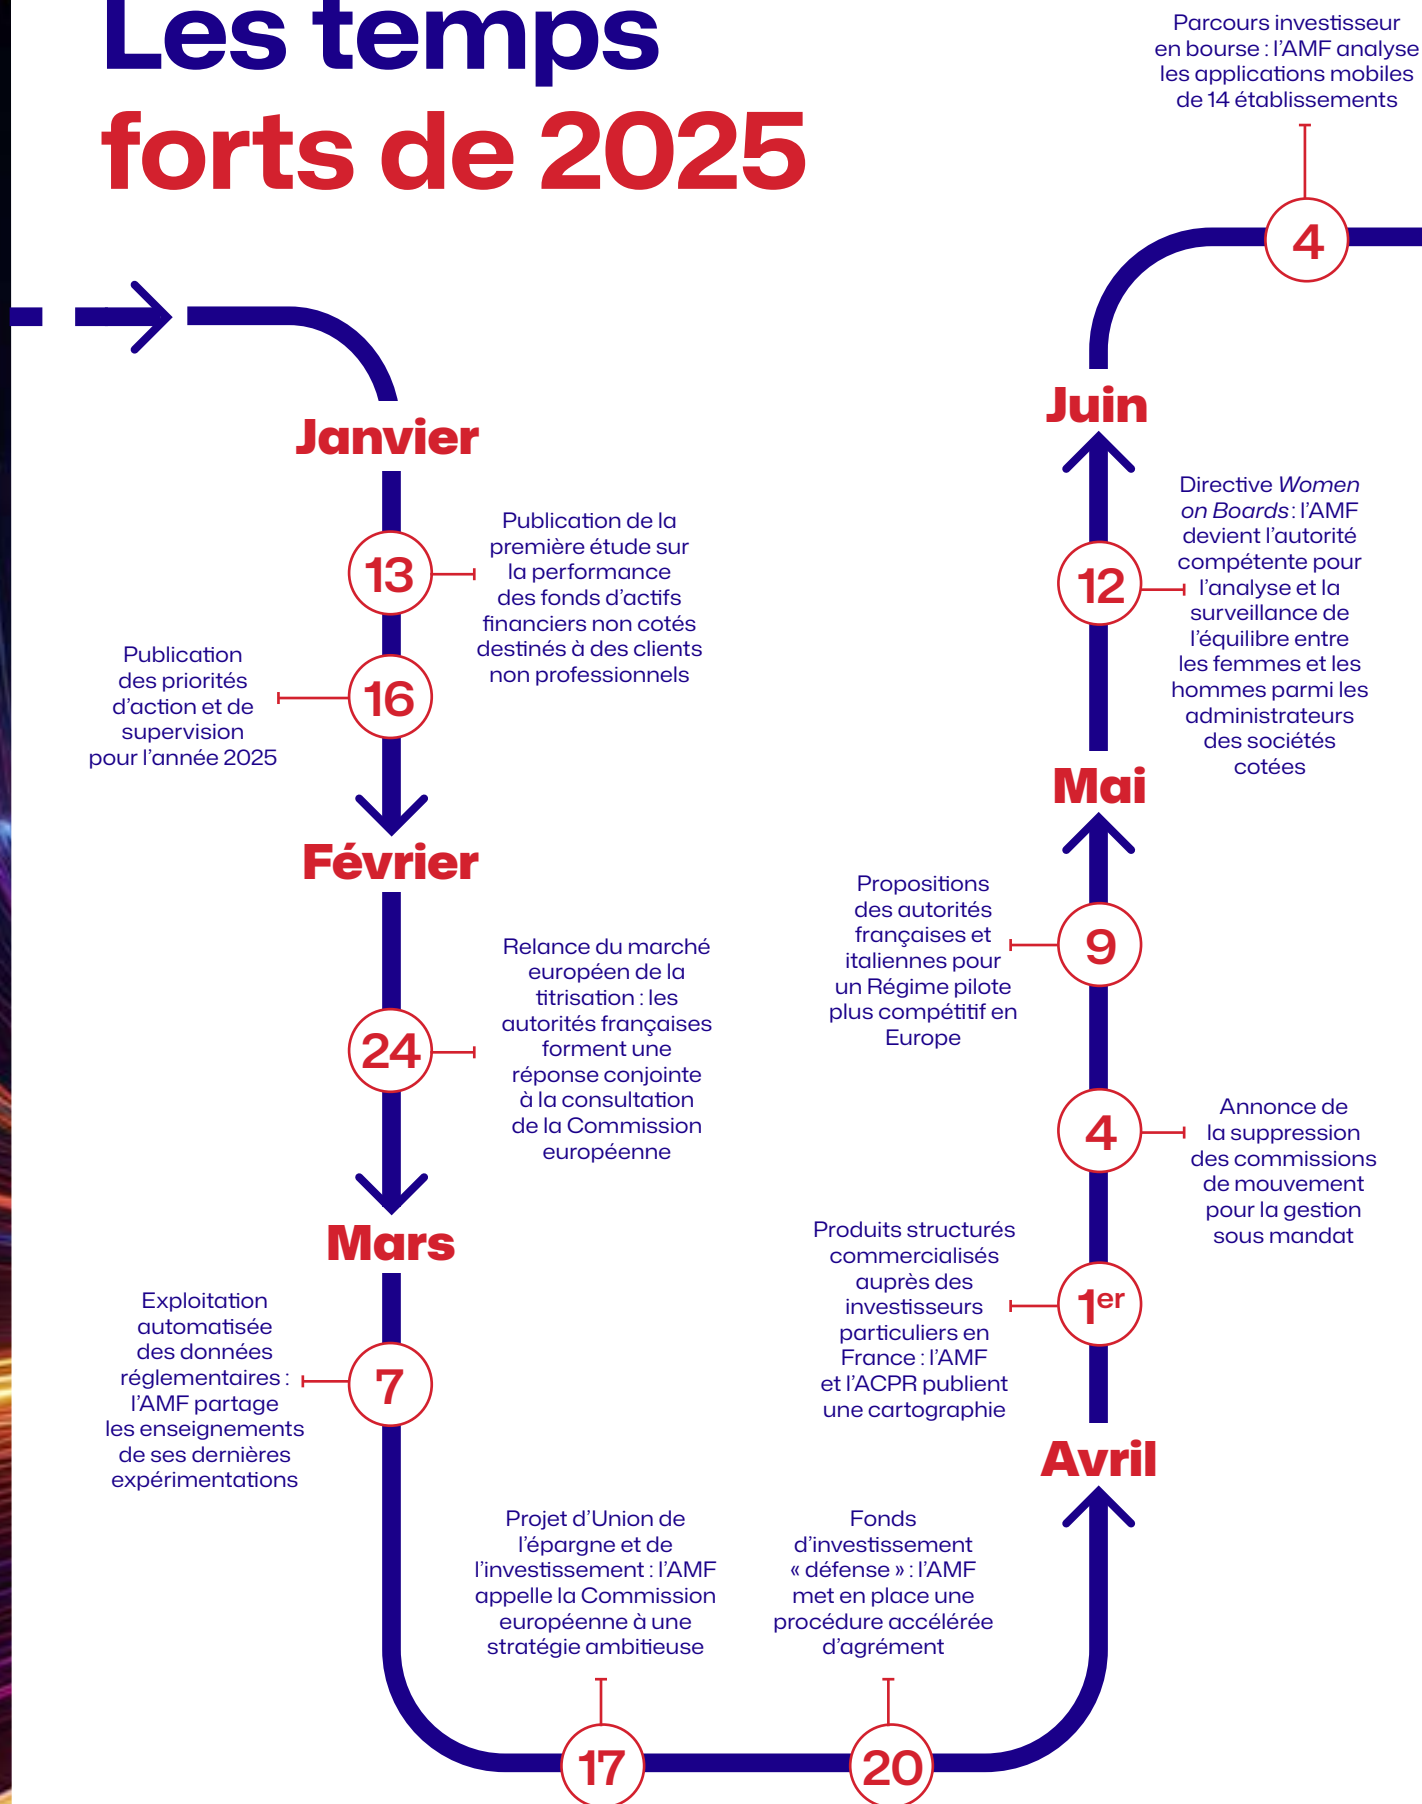 Les temps
forts de 2025
Janvier
13
Publication de la
première étude sur
la performance
des fonds d'actifs
financiers non cotés
destinés à des clients
non professionnels
16
Publication
des priorités
d'action et de
supervision
pour l'année 2025
Février
24
Relance du marché
européen de la
titrisation : les
autorités françaises
forment une
réponse conjointe
à la consultation
de la Commission
européenne
Mars
7
Exploitation
automatisée
des données
réglementaires :
l'AMF partage
les enseignements
de ses dernières
expérimentations
17
Projet d'Union de
l'épargne et de
l'investissement : l'AMF
appelle la Commission
européenne à une
stratégie ambitieuse
20
Fonds
d'investissement
« défense » : l'AMF
met en place une
procédure accélérée
d'agrément
Avril
1er
Produits structurés
commercialisés
auprès des
investisseurs
particuliers en
France : l'AMF
et l'ACPR publient
une cartographie
4
Annonce de
la suppression
des commissions
de mouvement
pour la gestion
sous mandat
9
Propositions
des autorités
françaises et
italiennes pour
un Régime pilote
plus compétitif en
Europe
Mai
12
Directive Women
on Boards : l'AMF
devient l'autorité
compétente pour
l'analyse et la
surveillance de
l'équilibre entre
les femmes et les
hommes parmi les
administrateurs
des sociétés
cotées
Juin
4
Parcours investisseur
en bourse : l'AMF analyse
les applications mobiles
de 14 établissements